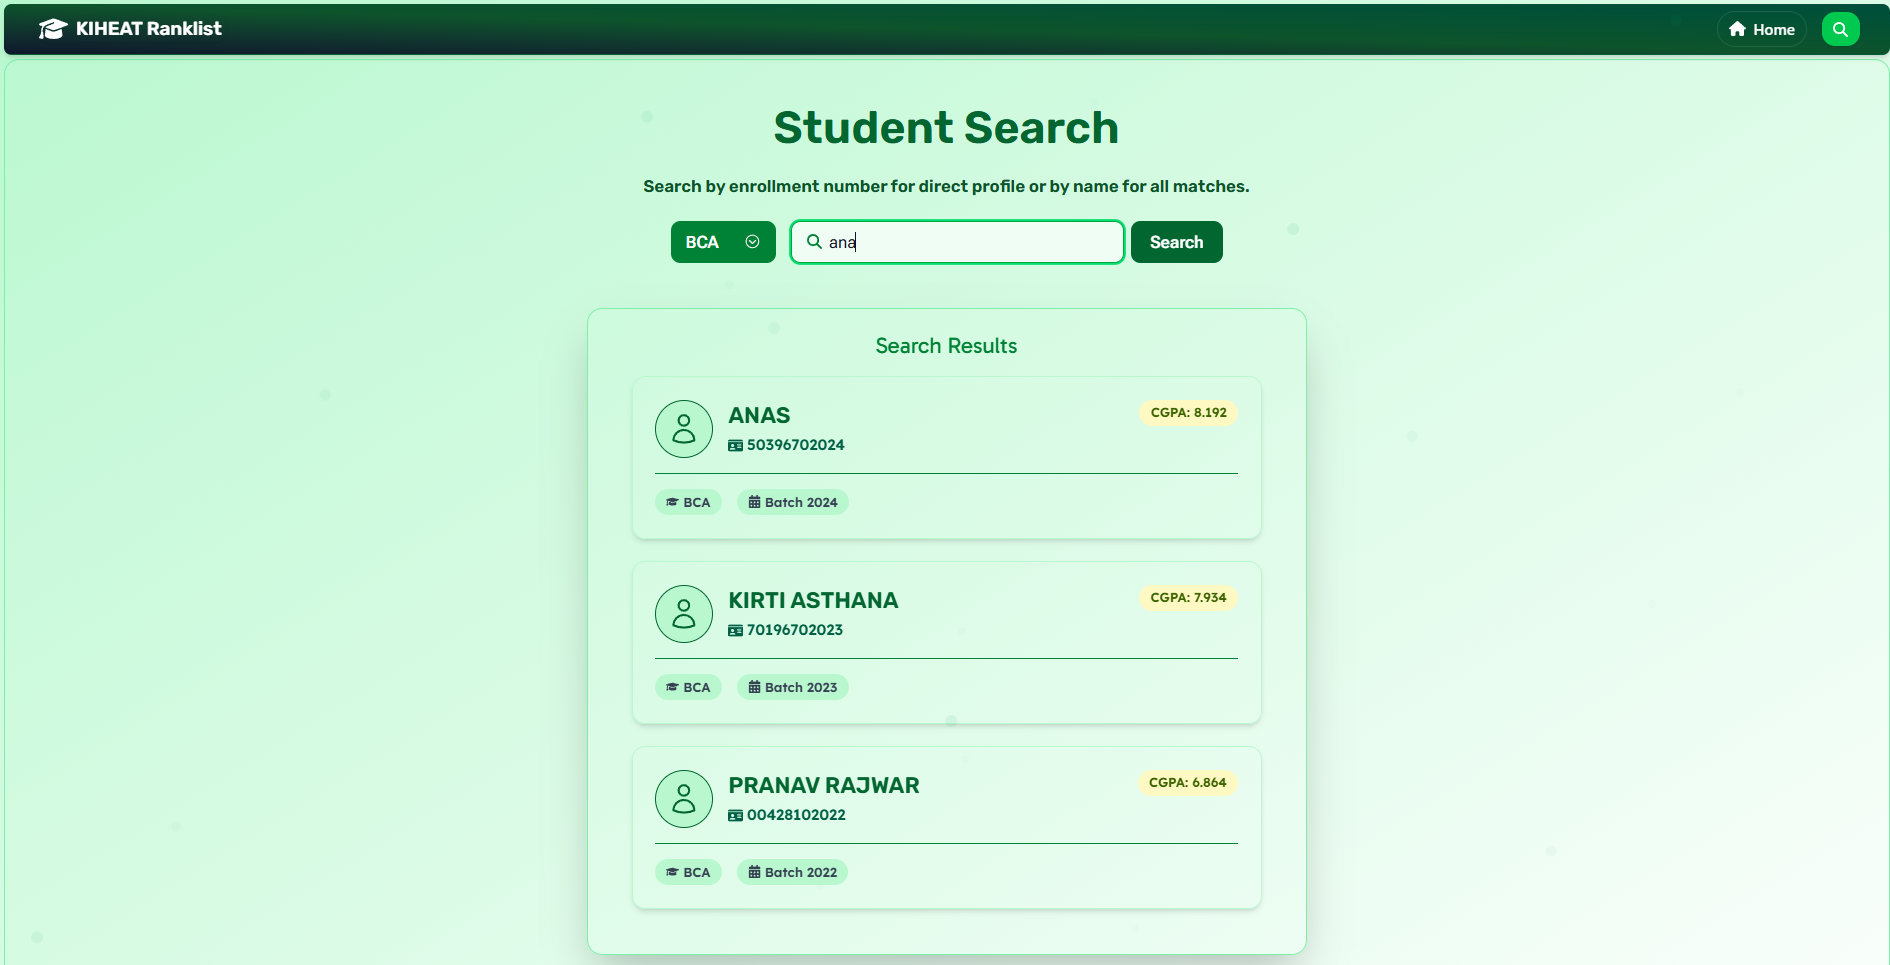 KIHEAT Ranklist
Home
Student Search
Search by enrollment number for direct profile or by name for all matches.
BCA
ana
Search
Search Results
ANAS
CGPA: 8.192
50396702024
BCA
Batch 2024
KIRTI ASTHANA
CGPA: 7.934
70196702023
BCA
Batch 2023
PRANAV RAJWAR
CGPA: 6.864
00428102022
BCA
Batch 2022